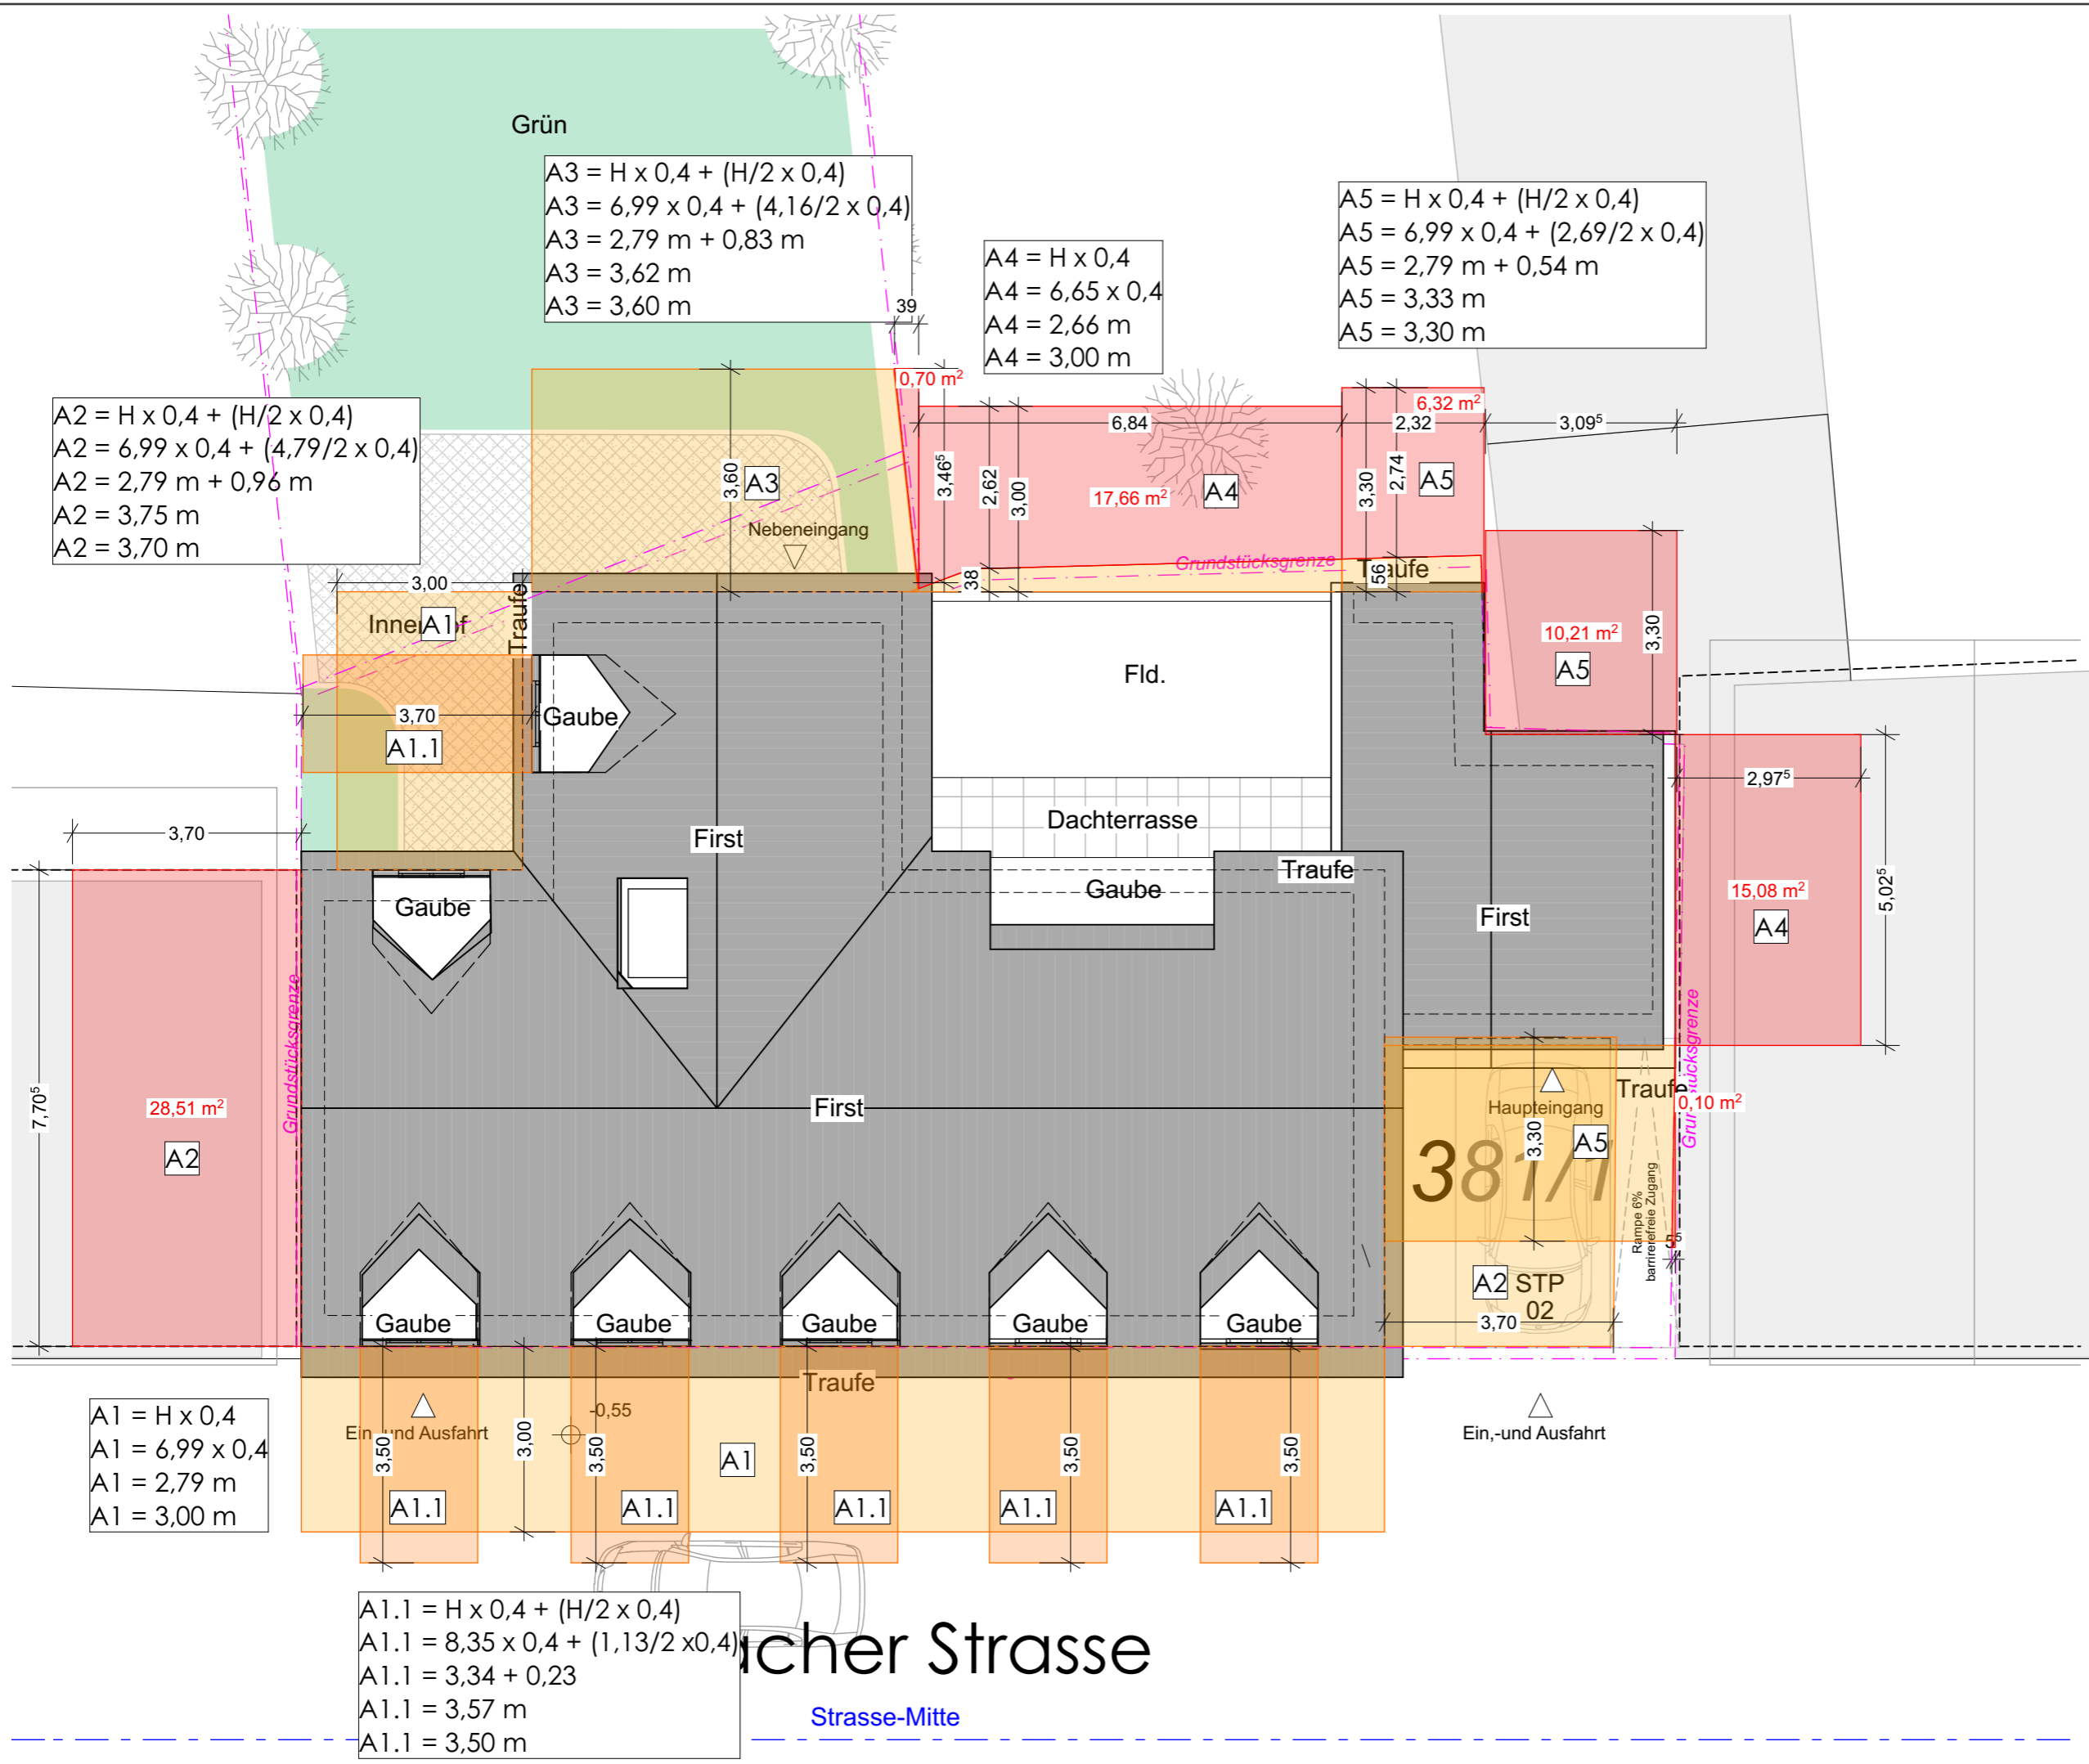 Grün
A3 = H x 0,4 + (H/2 x 0,4)
A3 = 6,99 x 0,4 + (4,16/2 x 0,4)
A3 = 2,79 m + 0,83 m
A3 = 3,62 m
A3 = 3,60 m
A5 = H x 0,4 + (H/2 x 0,4)
A5 = 6,99 x 0,4 + (2,69/2 x 0,4)
A5 = 2,79 m + 0,54 m
A5 = 3,33 m
A5 = 3,30 m
A4 = H x 0,4
A4 = 6,65 x 0,4
A4 = 2,66 m
A4 = 3,00 m
39
A2 = H x 0,4 + (H/2 x 0,4)
A2 = 6,99 x 0,4 + (4,79/2 x 0,4)
A2 = 2,79 m + 0,96 m
A2 = 3,75 m
A2 = 3,70 m
0,70 m²
6,32 m²
6,84
2,32
3,09⁵
3,60
A3
3,46⁵
2,62
3,00
17,66 m²
A4
3,30
2,74
A5
Nebeneingang
Grundstücksgrenze
Traufe
38
56
3,00
Traufe
A1
10,21 m²
3,30
A5
Fld.
3,70
A1.1
Gaube
2,97⁵
3,70
First
Dachterrasse
Traufe
Gaube
Gaube
First
15,08 m²
A4
5,02⁵
Grundstücksgrenze
7,70⁵
28,51 m²
A2
First
Traufe
0,10 m²
Haupteingang
3,30
A5
381/1
Rampe 6%
barrierefreie Zugang
5⁵
A2
STP
02
3,70
Gaube
Gaube
Gaube
Gaube
Gaube
Traufe
A1 = H x 0,4
A1 = 6,99 x 0,4
A1 = 2,79 m
A1 = 3,00 m
-0,55
Ein,-und Ausfahrt
3,50
3,00
3,50
A1
3,50
3,50
3,50
Ein,-und Ausfahrt
A1.1
A1.1
A1.1
A1.1
A1.1
A1.1 = H x 0,4 + (H/2 x 0,4)
A1.1 = 8,35 x 0,4 + (1,13/2 x0,4)
A1.1 = 3,34 + 0,23
A1.1 = 3,57 m
A1.1 = 3,50 m
Strasse
Strasse-Mitte